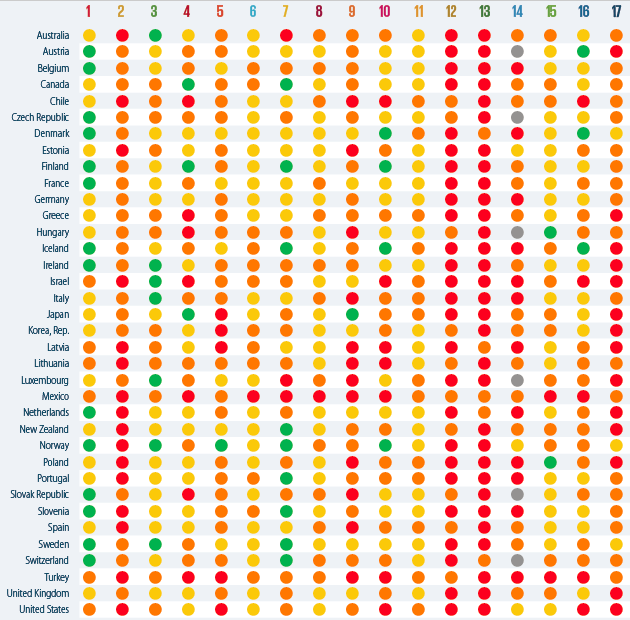 1 2 3 4 5 6 7 8 9 10 11 12 13 14 15 16 17
Australia
Austria
Belgium
Canada
Chile
Czech Republic
Denmark
Estonia
Finland
France
Germany
Greece
Hungary
Iceland
Ireland
Israel
Italy
Japan
Korea, Rep.
Latvia
Lithuania
Luxembourg
Mexico
Netherlands
New Zealand
Norway
Poland
Portugal
Slovak Republic
Slovenia
Spain
Sweden
Switzerland
Turkey
United Kingdom
United States